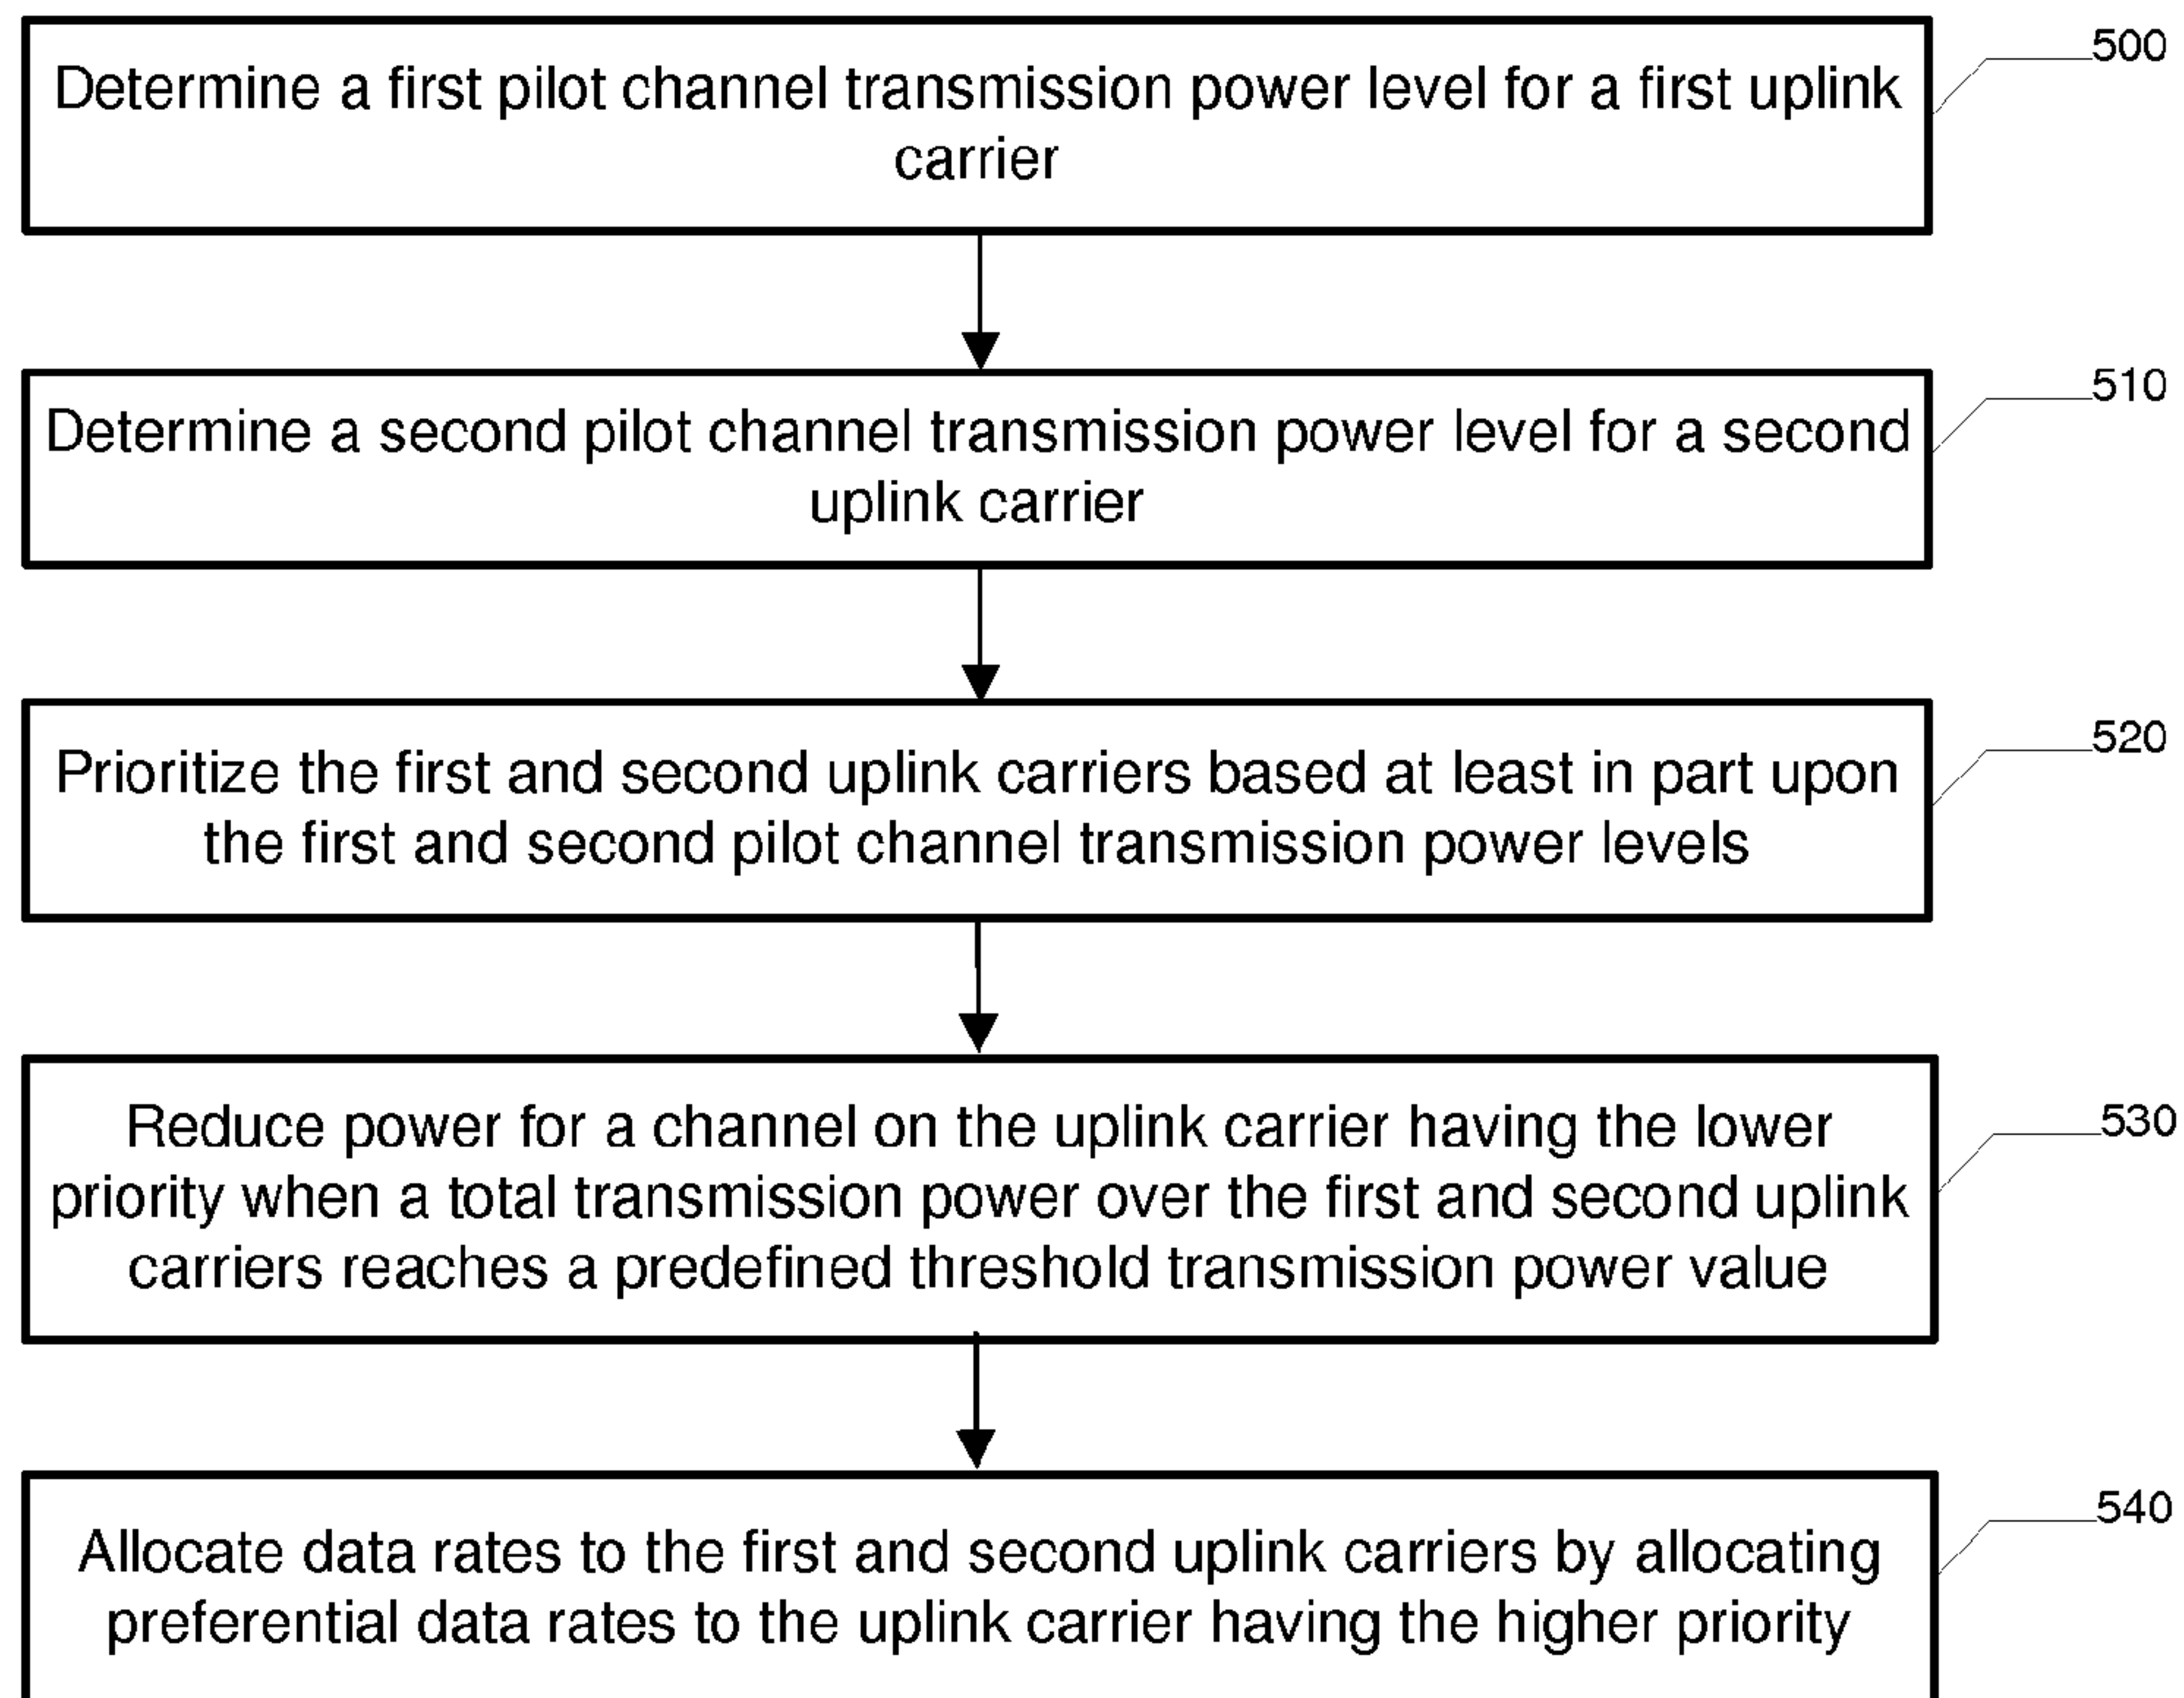 Determine a first pilot channel transmission power level for a first uplink
carrier
500
Determine a second pilot channel transmission power level for a second
uplink carrier
510
Prioritize the first and second uplink carriers based at least in part upon
the first and second pilot channel transmission power levels
520
Reduce power for a channel on the uplink carrier having the lower
priority when a total transmission power over the first and second uplink
carriers reaches a predefined threshold transmission power value
530
Allocate data rates to the first and second uplink carriers by allocating
preferential data rates to the uplink carrier having the higher priority
540